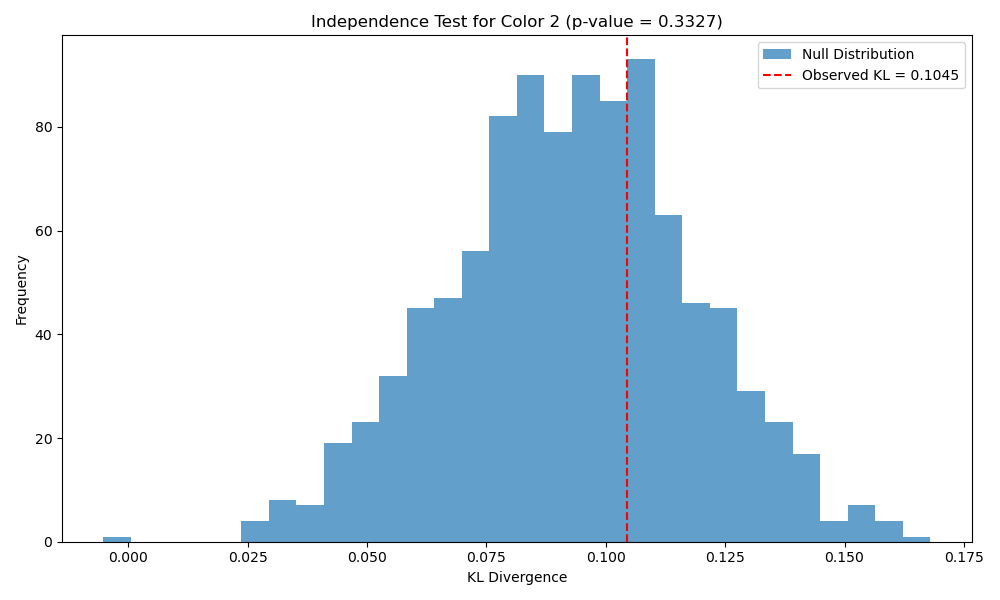 Independence Test for Color 2 (p-value = 0.3327)
Null Distribution
Observed KL = 0.1045
Frequency
80
60
40
20
0
0.000 0.025 0.050 0.075 0.100 0.125 0.150 0.175
KL Divergence